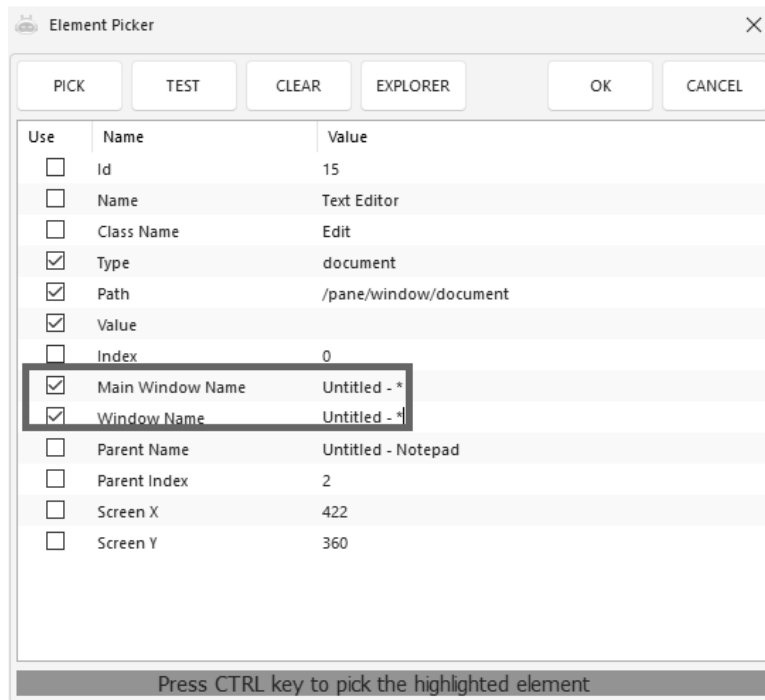 Element Picker
PICK TEST CLEAR EXPLORER OK CANCEL
Use Name Value
Id 15
Name Text Editor
Class Name Edit
Type document
Path /pane/window/document
Value
Index 0
Main Window Name Untitled - *
Window Name Untitled - *
Parent Name Untitled - Notepad
Parent Index 2
Screen X 422
Screen Y 360
Press CTRL key to pick the highlighted element